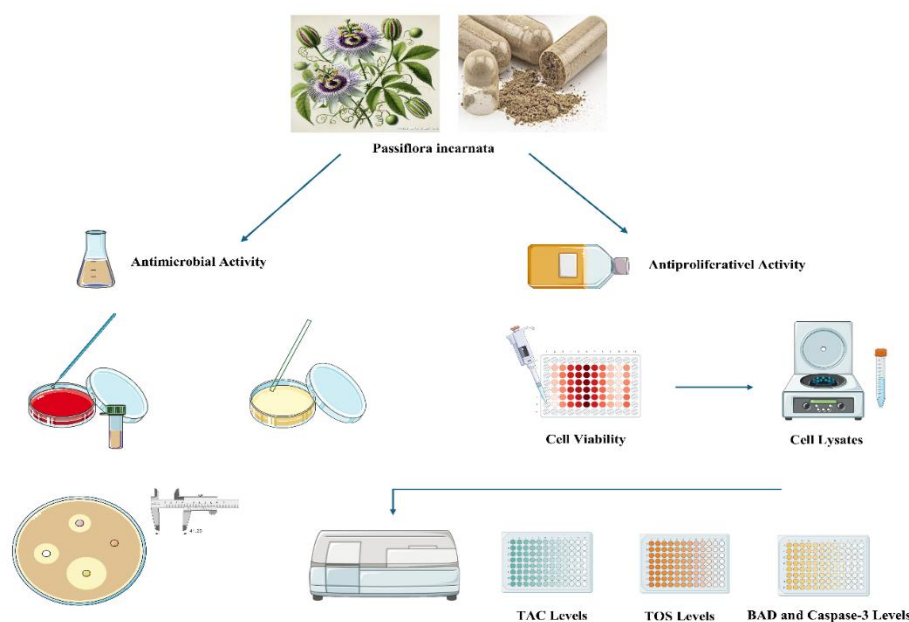 Passiflora incarnata
Antimicrobial Activity
Antiproliferativel Activity
Cell Viability
Cell Lysates
TAC Levels
TOS Levels
BAD and Caspase-3 Levels